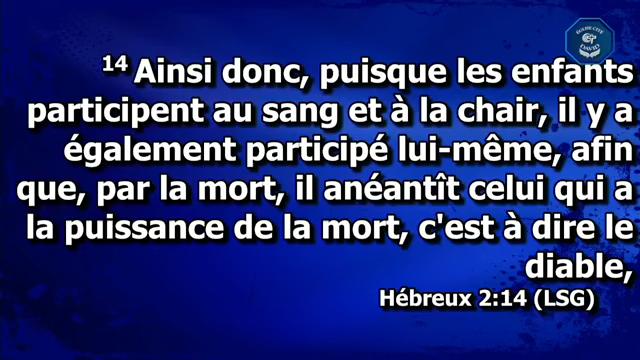 14 Ainsi donc, puisque les enfants
participent au sang et à la chair, il y a
également participé lui-même, afin
que, par la mort, il anéantît celui qui a
la puissance de la mort, c'est à dire le
diable,
Hébreux 2:14 (LSG)